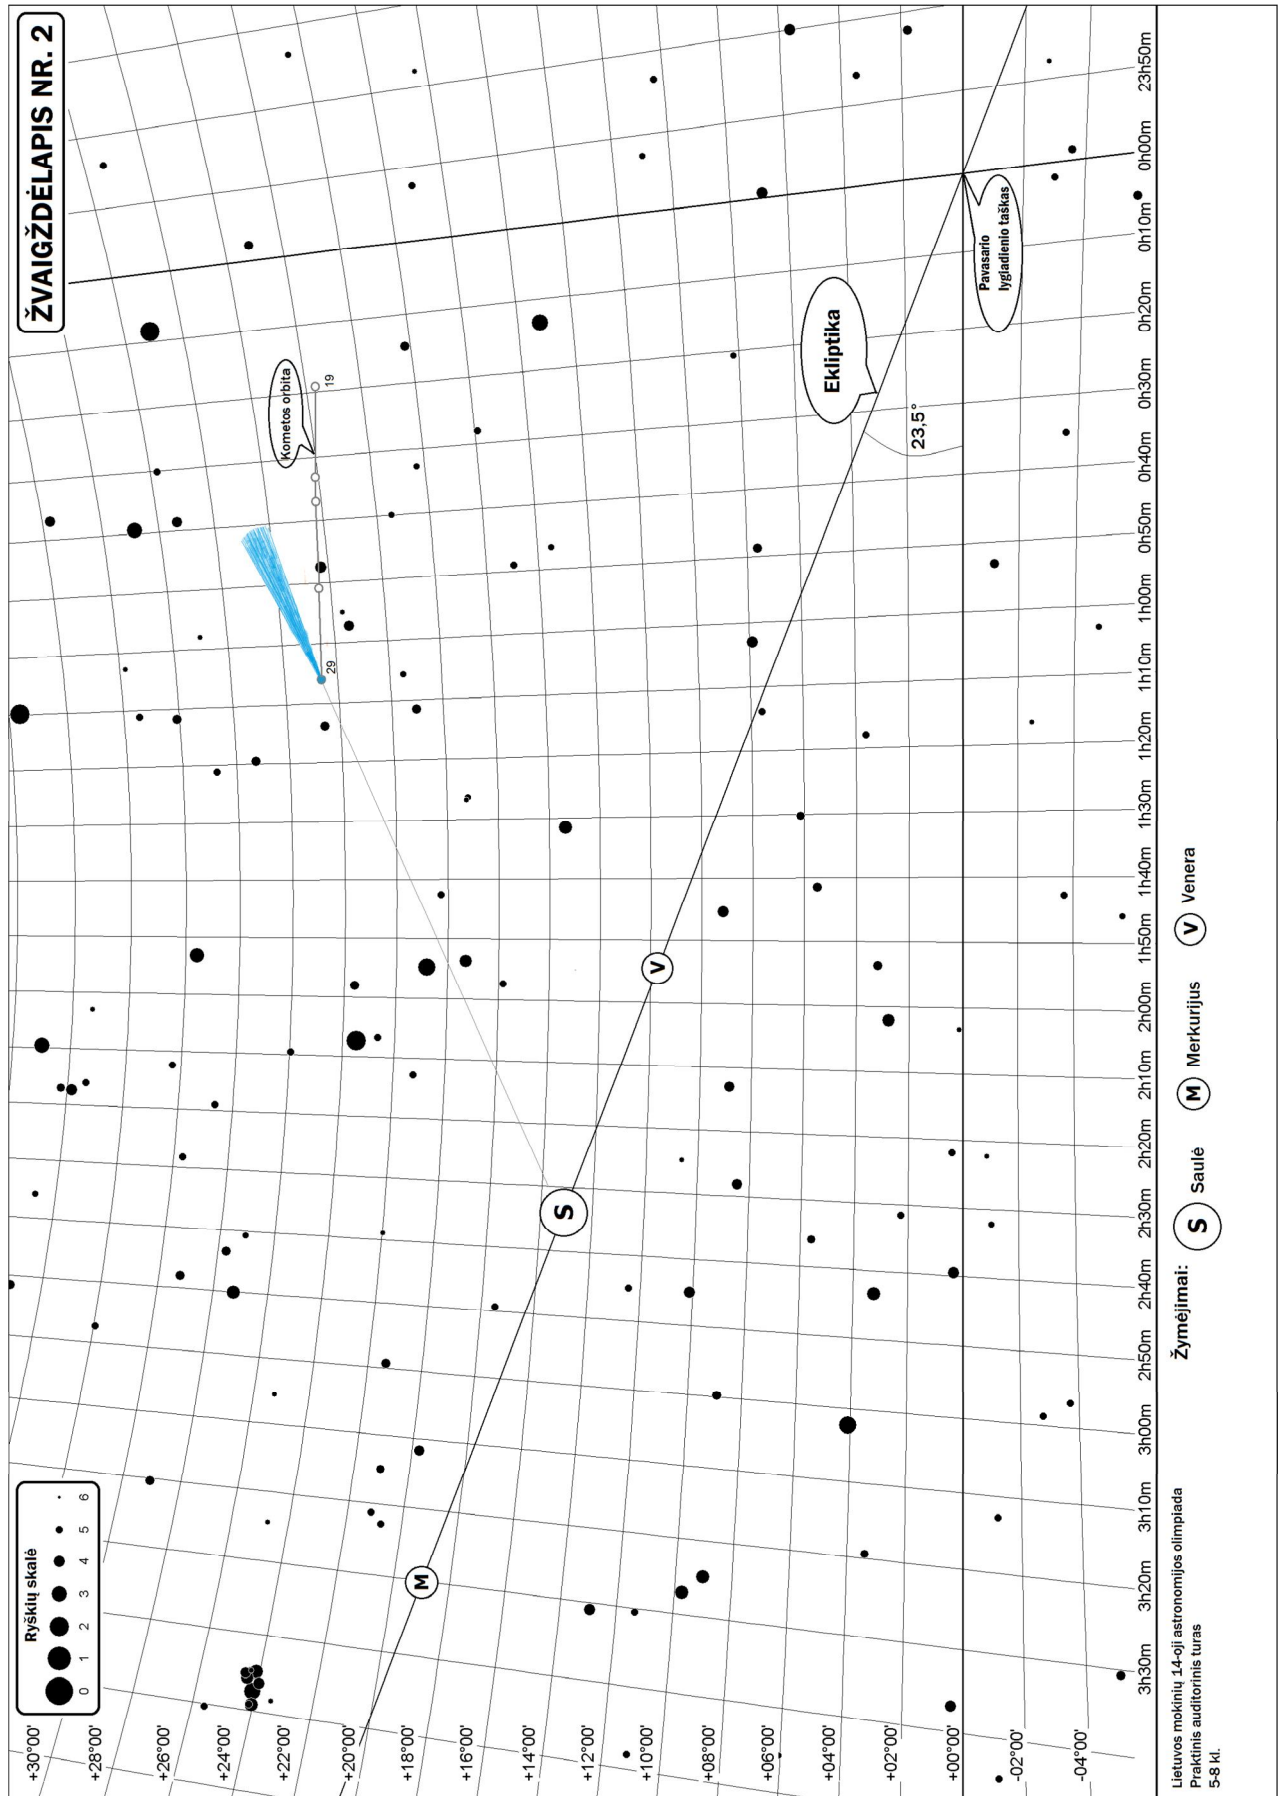 ŽVAIGŽDĖLAPIS NR. 2
Ryškių skalė
0 1 2 3 4 5 6
Kometos orbita
19
29
Ekliptika
23,5°
Pavasario
lygiadienio taškas
S
M
V
+30°00'
+28°00'
+26°00'
+24°00'
+22°00'
+20°00'
+18°00'
+16°00'
+14°00'
+12°00'
+10°00'
+08°00'
+06°00'
+04°00'
+02°00'
+00°00'
-02°00'
-04°00'
3h30m 3h20m 3h10m 3h00m 2h50m 2h40m 2h30m 2h20m 2h10m 2h00m 1h50m 1h40m 1h30m 1h20m 1h10m 1h00m 0h50m 0h40m 0h30m 0h20m 0h10m 0h00m 23h50m
Žymėjimai: S Saulė M Merkurijus V Venera
Lietuvos mokinių 14-oji astronomijos olimpiada
Praktinis auditorinis turas
5-8 kl.